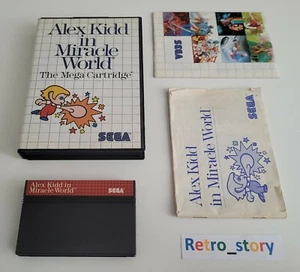 Alex Kidd
in
Miracle
World™
The Mega Cartridge™
SEGA
SEGA
Alex Kidd in
Miracle World™
SEGA
Alex Kidd in
Miracle World™
SEGA
Retro_story